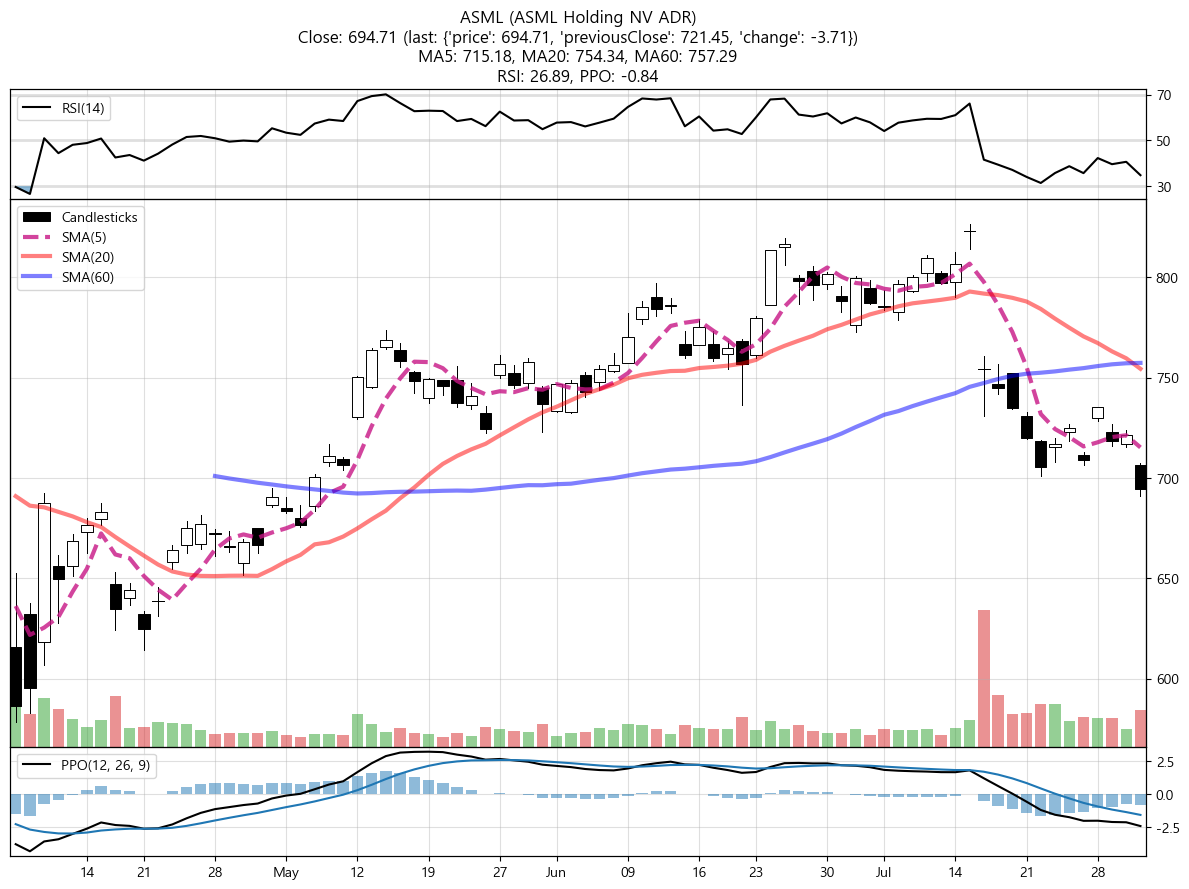 ASML (ASML Holding NV ADR)
Close: 694.71 (last: {'price': 694.71, 'previousClose': 721.45, 'change': -3.71})
MA5: 715.18, MA20: 754.34, MA60: 757.29
RSI: 26.89, PPO: -0.84
RSI(14)
70
50
30
Candlesticks
SMA(5)
SMA(20)
SMA(60)
800
750
700
650
600
PPO(12, 26, 9)
2.5
0.0
−2.5
14 21 28 May 12 19 27 Jun 09 16 23 30 Jul 14 21 28